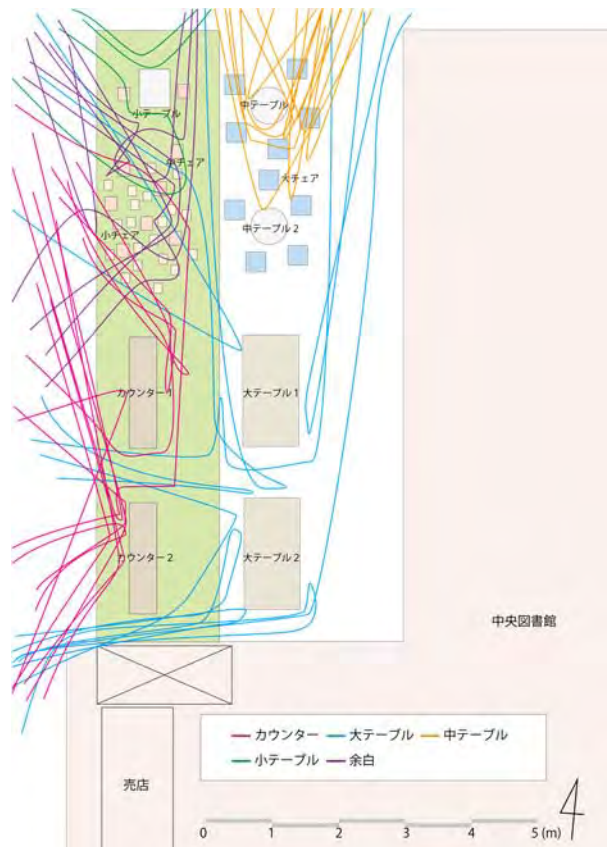 中テーブル
小テーブル
中チェア
大チェア
小チェア
中テーブル 2
カウンター 1
大テーブル 1
カウンター 2
大テーブル 2
中央図書館
売店
カウンター 大テーブル 中テーブル
小テーブル 余白
0 1 2 3 4 5 (m)